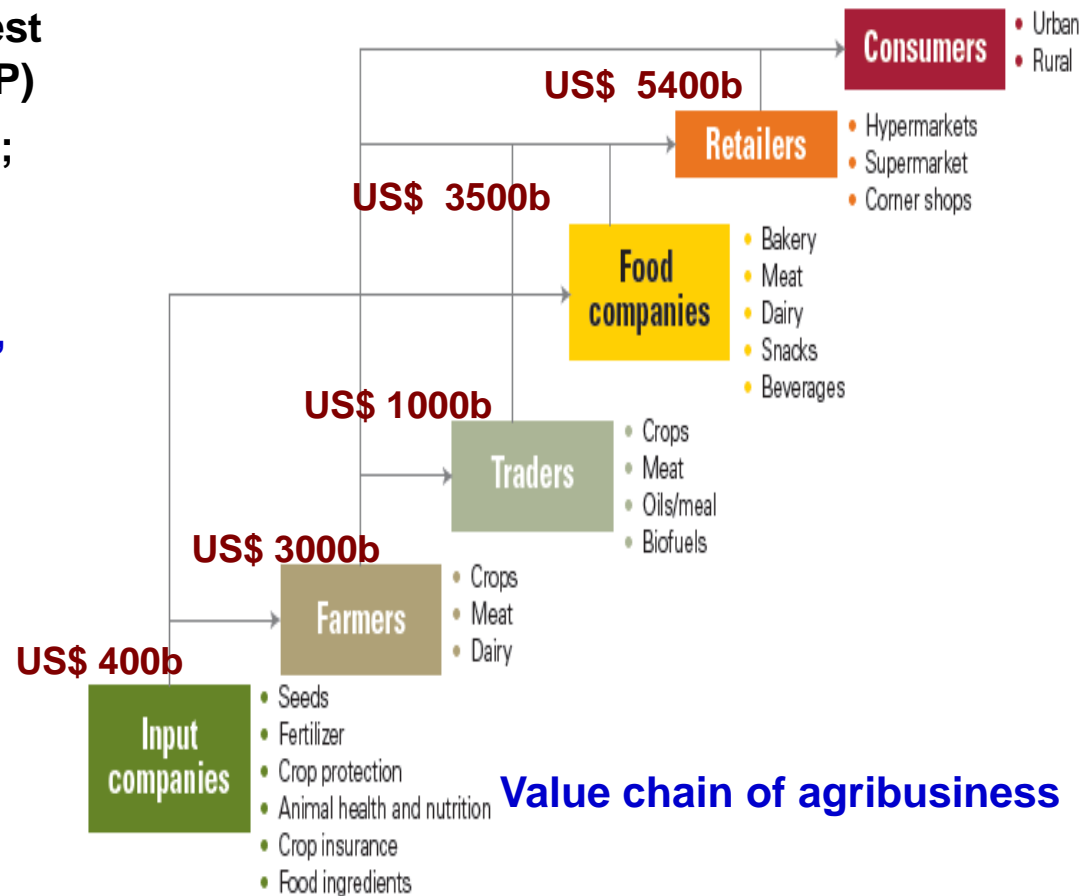 est
P)
;
,
Consumers
• Urban
• Rural
US$ 5400b
Retailers
• Hypermarkets
• Supermarket
• Corner shops
US$ 3500b
Food
companies
• Bakery
• Meat
• Dairy
• Snacks
• Beverages
US$ 1000b
Traders
• Crops
• Meat
• Oils/meal
• Biofuels
US$ 3000b
Farmers
• Crops
• Meat
• Dairy
US$ 400b
Input
companies
• Seeds
• Fertilizer
• Crop protection
• Animal health and nutrition
• Crop insurance
• Food ingredients
Value chain of agribusiness